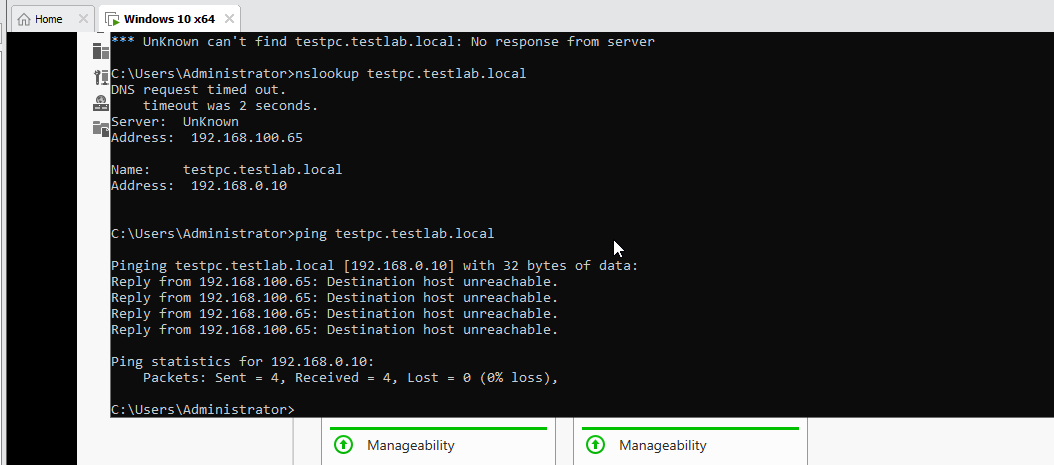 Home
Windows 10 x64
*** UnKnown can't find testpc.testlab.local: No response from server
C:\Users\Administrator>nslookup testpc.testlab.local
DNS request timed out.
    timeout was 2 seconds.
Server:  UnKnown
Address:  192.168.100.65
Name:    testpc.testlab.local
Address:  192.168.0.10
C:\Users\Administrator>ping testpc.testlab.local
Pinging testpc.testlab.local [192.168.0.10] with 32 bytes of data:
Reply from 192.168.100.65: Destination host unreachable.
Reply from 192.168.100.65: Destination host unreachable.
Reply from 192.168.100.65: Destination host unreachable.
Reply from 192.168.100.65: Destination host unreachable.
Ping statistics for 192.168.0.10:
    Packets: Sent = 4, Received = 4, Lost = 0 (0% loss),
C:\Users\Administrator>
Manageability
Manageability